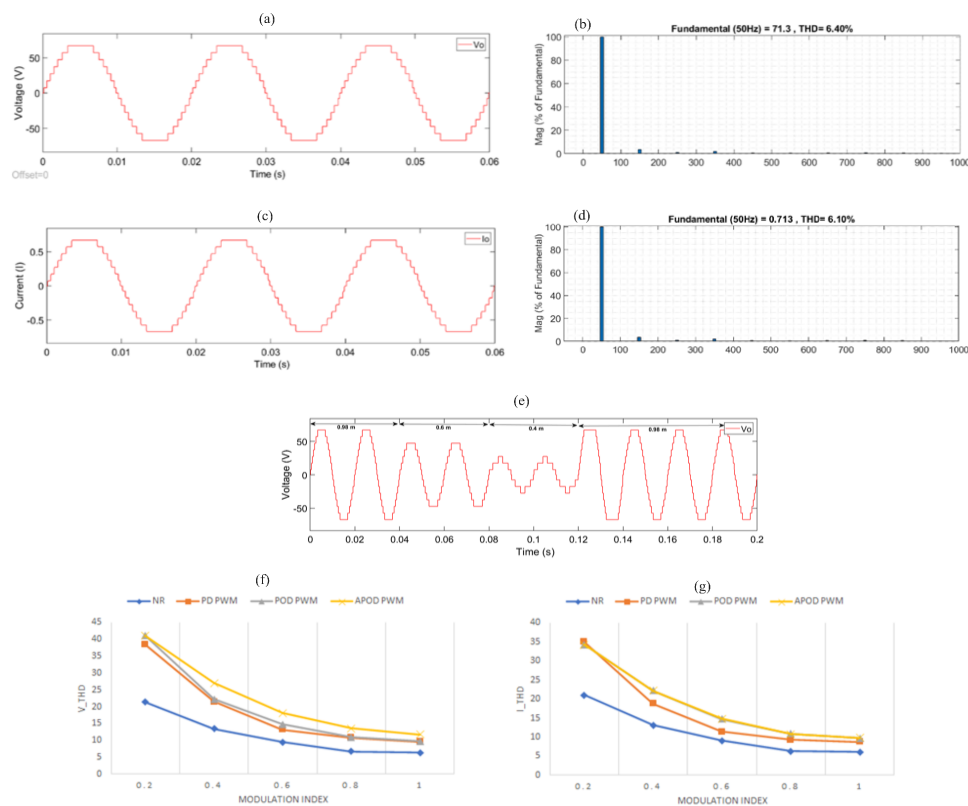 (a)
Vo
Voltage (V)
50
0
-50
0
0.01
0.02
0.03
0.04
0.05
0.06
Time (s)
Offset=0
(b)
Fundamental (50Hz) = 71.3 , THD= 6.40%
Mag (% of Fundamental)
100
80
60
40
20
0
0 100 200 300 400 500 600 700 800 900 1000
(c)
Io
Current (I)
0.5
0
-0.5
0
0.01
0.02
0.03
0.04
0.05
0.06
Time (s)
(d)
Fundamental (50Hz) = 0.713 , THD= 6.10%
Mag (% of Fundamental)
100
80
60
40
20
0
0 100 200 300 400 500 600 700 800 900 1000
(e)
0.98 m
0.6 m
0.4 m
0.98 m
Vo
Voltage (V)
50
0
-50
0 0.02 0.04 0.06 0.08 0.1 0.12 0.14 0.16 0.18 0.2
Time (s)
(f)
NR PD PWM POD PWM APOD PWM
V_THD
45
40
35
30
25
20
15
10
5
0
0.2 0.4 0.6 0.8 1
MODULATION INDEX
(g)
NR PD PWM POD PWM APOD PWM
I_THD
40
35
30
25
20
15
10
5
0
0.2 0.4 0.6 0.8 1
MODULATION INDEX